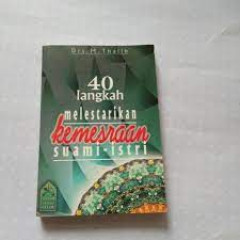 Drs. M. Thalib
40
langkah
melestarikan
kemesraan
suami-istri